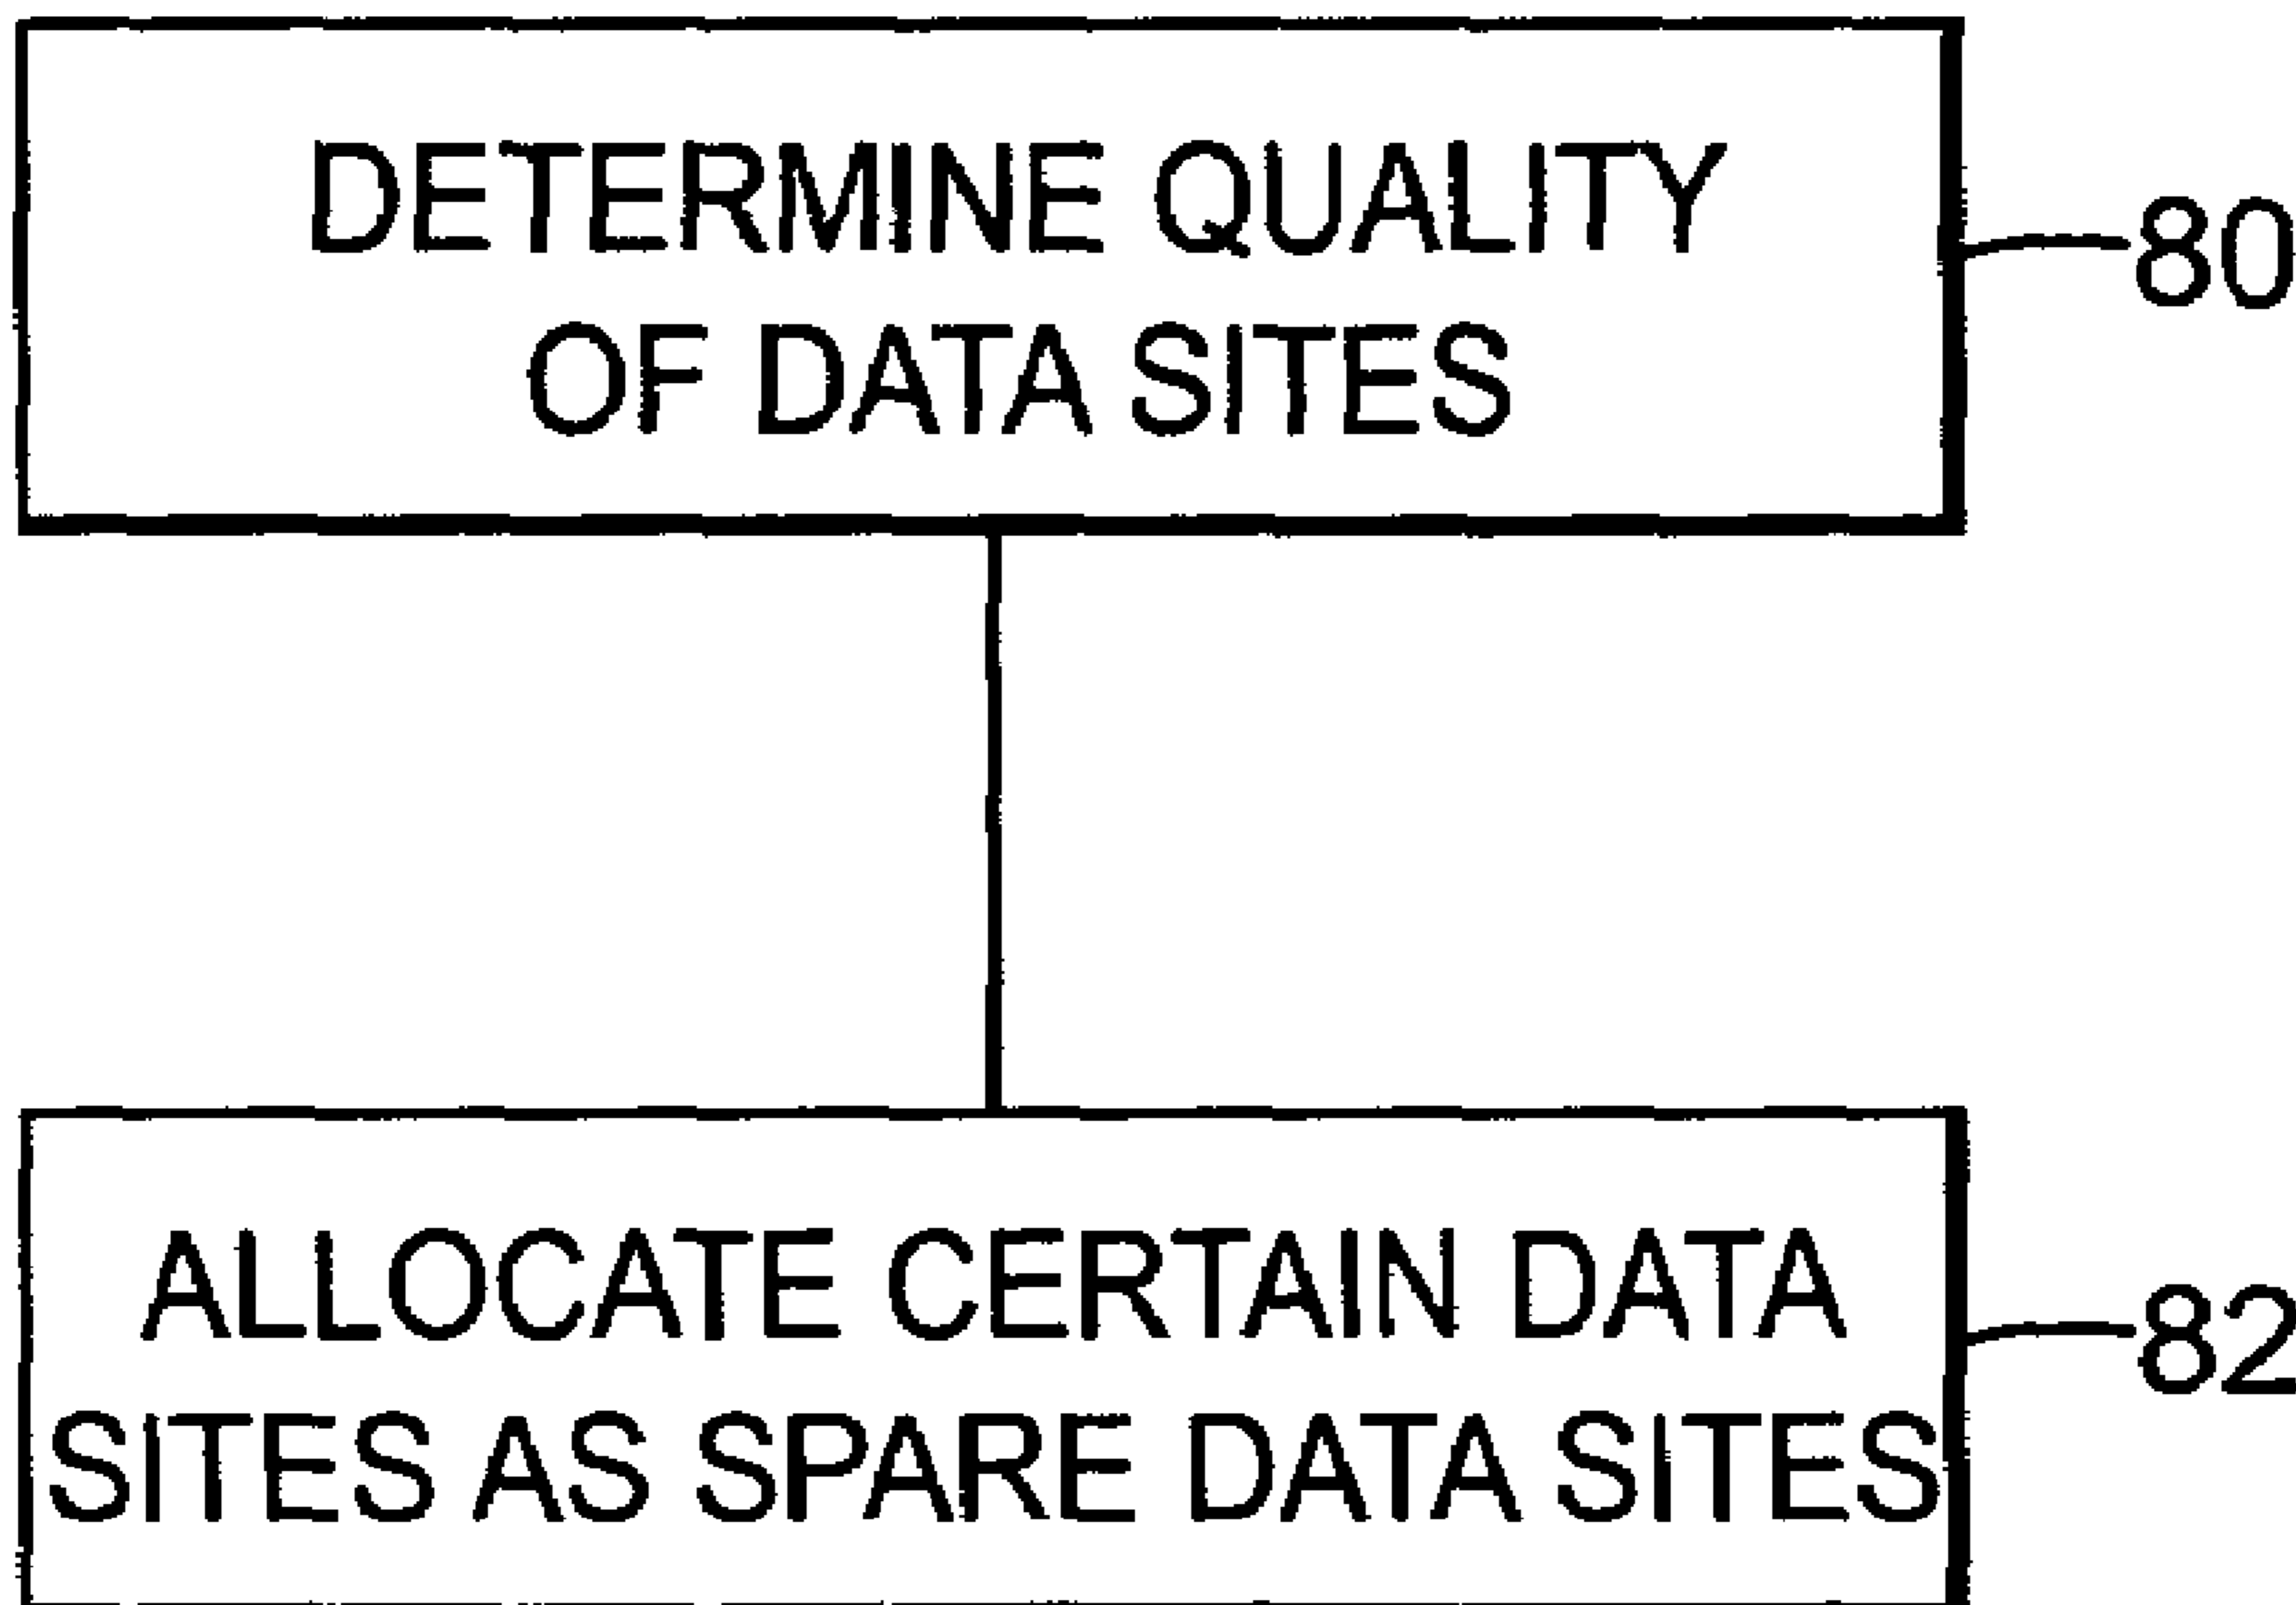 DETERMINE QUALITY
OF DATA SITES
80
ALLOCATE CERTAIN DATA
SITES AS SPARE DATA SITES
82